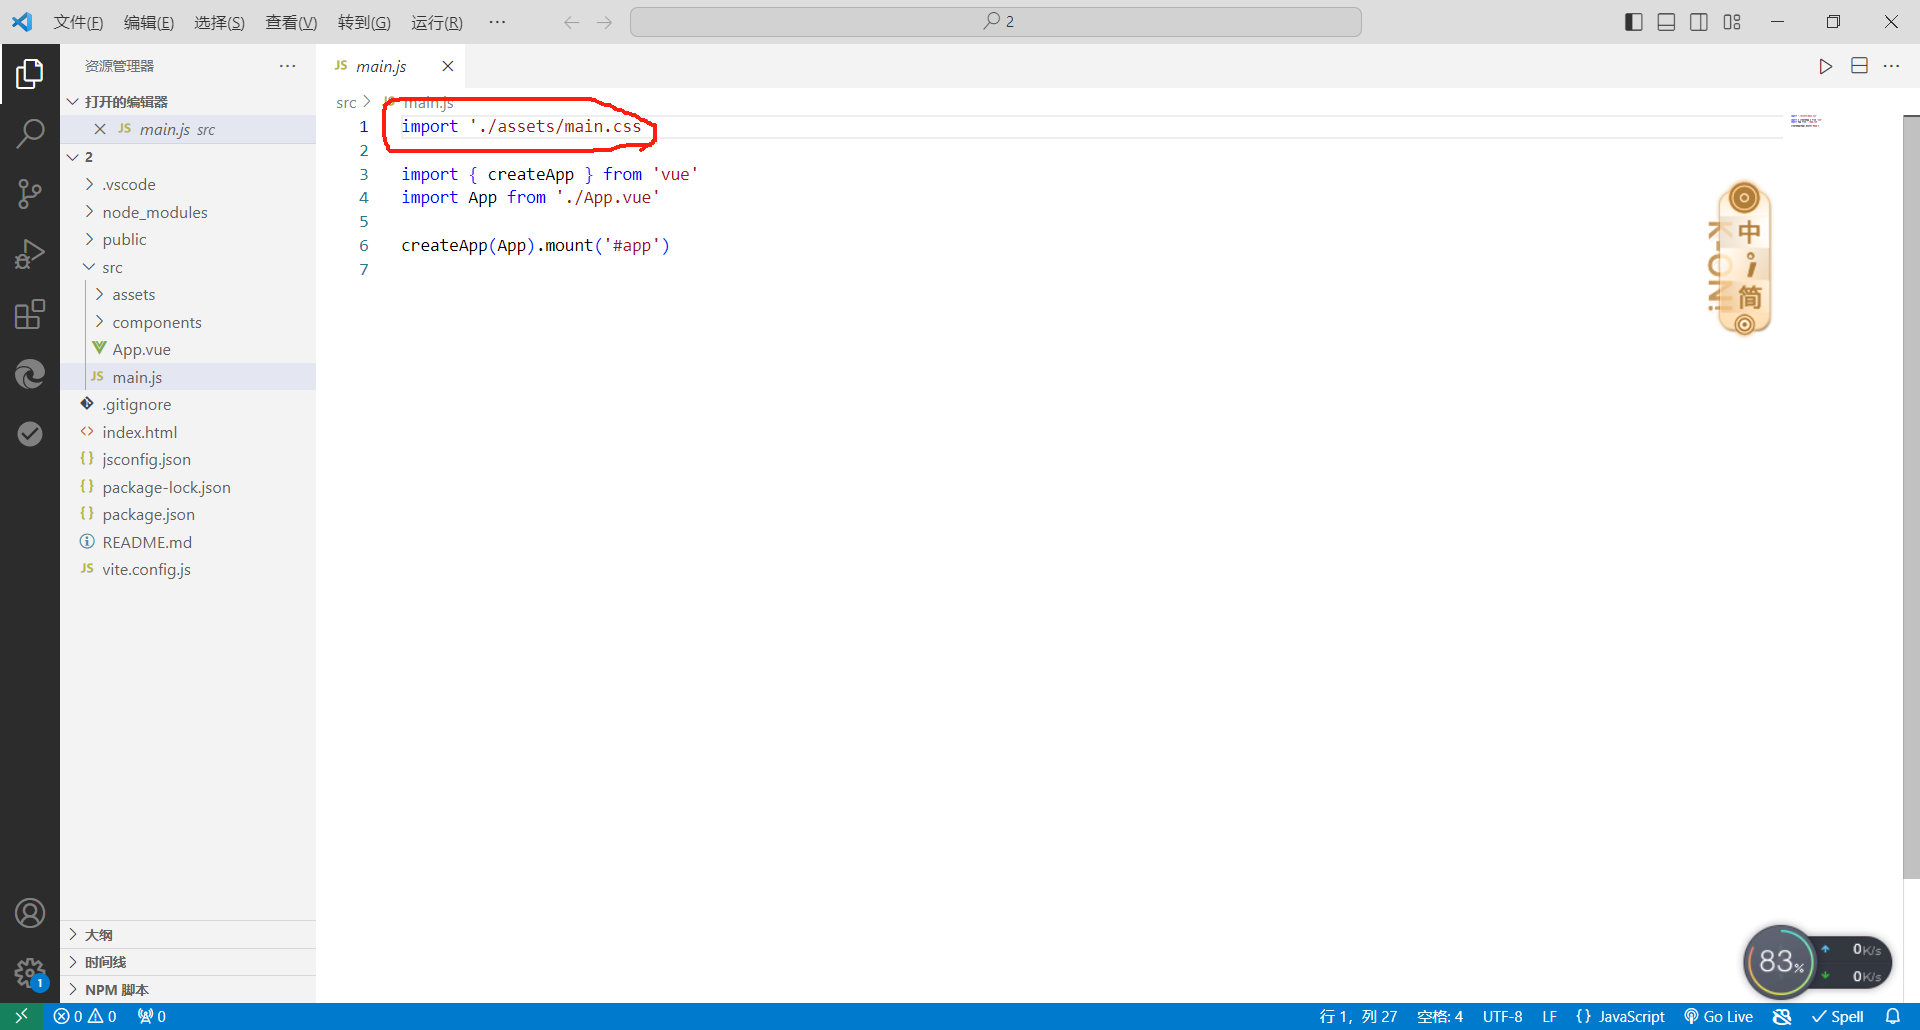 文件(F) 编辑(E) 选择(S) 查看(V) 转到(G) 运行(R) ··· 2
资源管理器 ···
JS main.js
打开的编辑器
JS main.js src
2
.vscode
node_modules
public
src
assets
components
App.vue
JS main.js
.gitignore
index.html
{} jsconfig.json
{} package-lock.json
{} package.json
README.md
JS vite.config.js
大纲
时间线
NPM 脚本
src > JS main.js
1 import './assets/main.css
2
3 import { createApp } from 'vue'
4 import App from './App.vue'
5
6 createApp(App).mount('#app')
7
K-ON!!
中
i
简
83%
0K/s
0K/s
1
0 0 0
行 1，列 27 空格: 4 UTF-8 LF {} JavaScript Go Live Spell